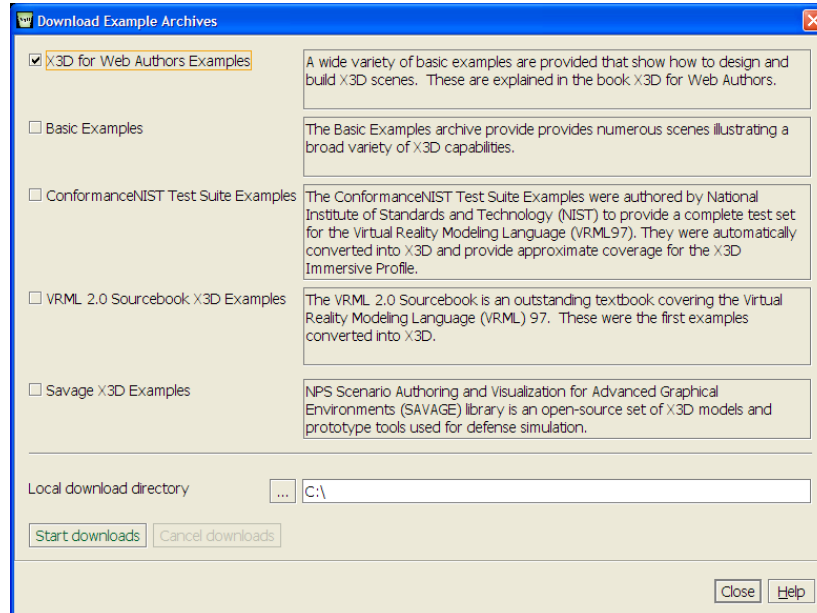 Download Example Archives
X3D for Web Authors Examples
A wide variety of basic examples are provided that show how to design and
build X3D scenes. These are explained in the book X3D for Web Authors.
Basic Examples
The Basic Examples archive provide provides numerous scenes illustrating a
broad variety of X3D capabilities.
ConformanceNIST Test Suite Examples
The ConformanceNIST Test Suite Examples were authored by National
Institute of Standards and Technology (NIST) to provide a complete test set
for the Virtual Reality Modeling Language (VRML97). They were automatically
converted into X3D and provide approximate coverage for the X3D
Immersive Profile.
VRML 2.0 Sourcebook X3D Examples
The VRML 2.0 Sourcebook is an outstanding textbook covering the Virtual
Reality Modeling Language (VRML) 97. These were the first examples
converted into X3D.
Savage X3D Examples
NPS Scenario Authoring and Visualization for Advanced Graphical
Environments (SAVAGE) library is an open-source set of X3D models and
prototype tools used for defense simulation.
Local download directory
...
C:\
Start downloads
Cancel downloads
Close
Help